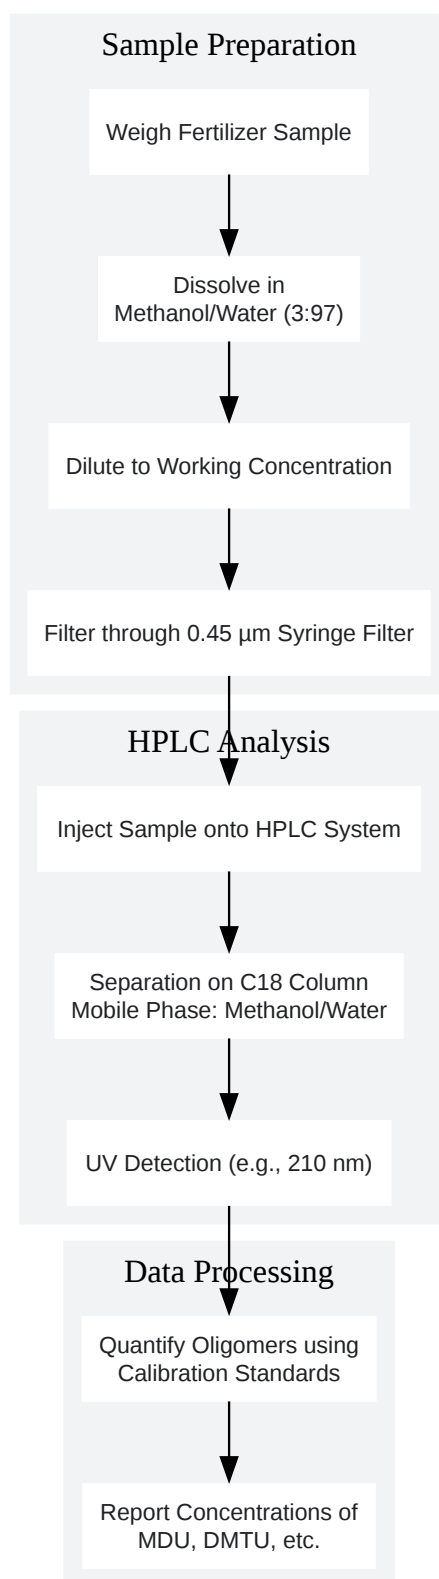 Sample Preparation
Weigh Fertilizer Sample
Dissolve in
Methanol/Water (3:97)
Dilute to Working Concentration
Filter through 0.45 µm Syringe Filter
HPLC Analysis
Inject Sample onto HPLC System
Separation on C18 Column
Mobile Phase: Methanol/Water
UV Detection (e.g., 210 nm)
Data Processing
Quantify Oligomers using
Calibration Standards
Report Concentrations of
MDU, DMTU, etc.